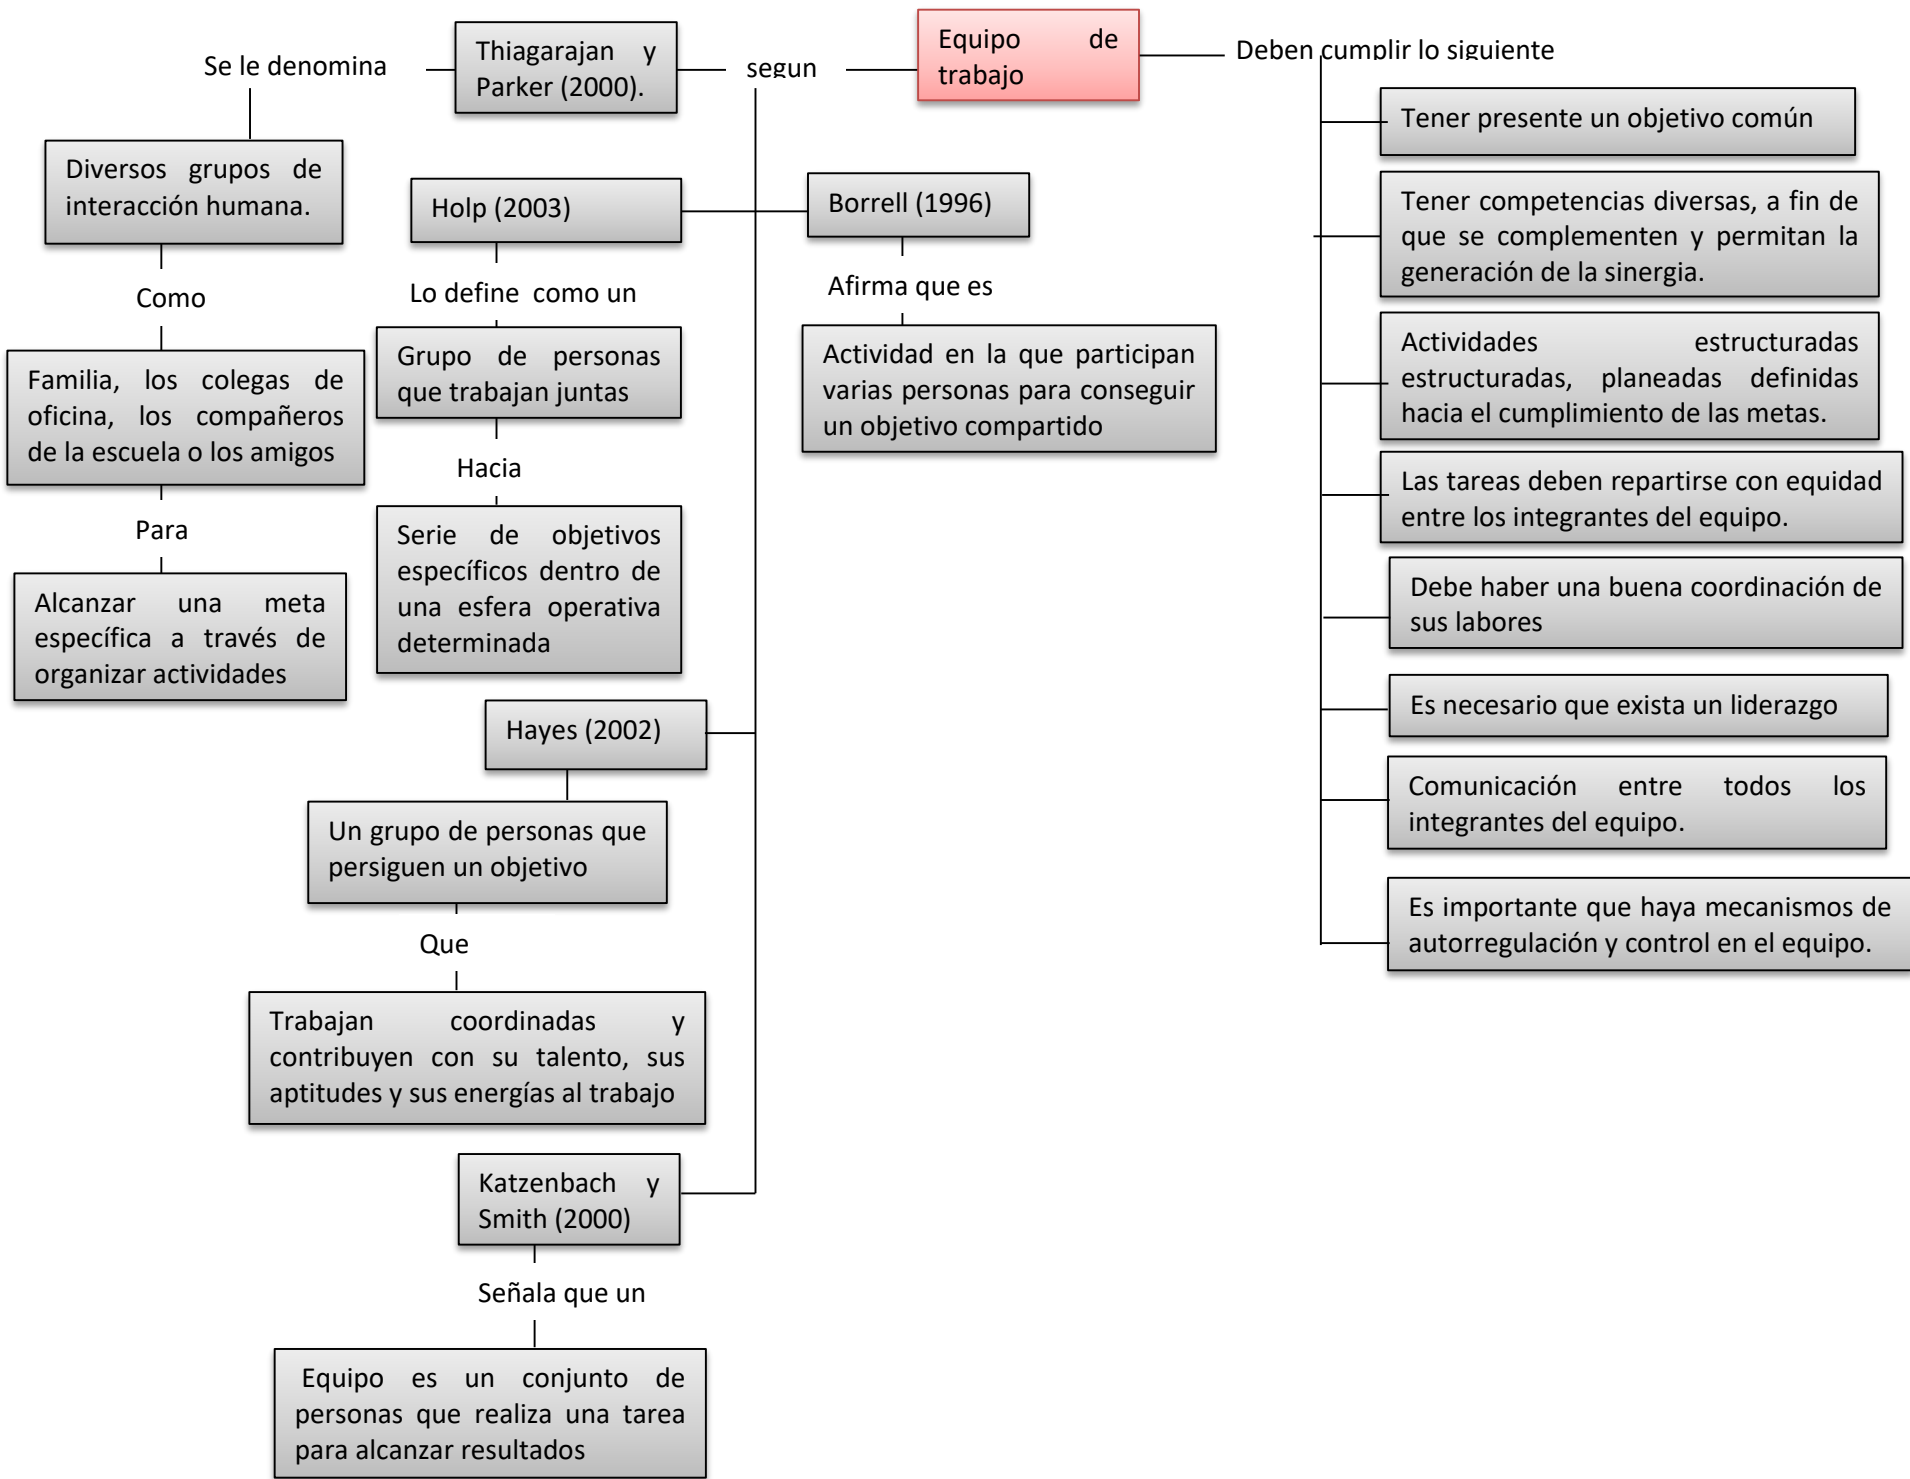 Equipo de
trabajo
segun
Thiagarajan y
Parker (2000).
Se le denomina
Diversos grupos de
interacción humana.
Como
Familia, los colegas de
oficina, los compañeros
de la escuela o los amigos
Para
Alcanzar una meta
específica a través de
organizar actividades
Holp (2003)
Lo define como un
Grupo de personas
que trabajan juntas
Hacia
Serie de objetivos
específicos dentro de
una esfera operativa
determinada
Borrell (1996)
Afirma que es
Actividad en la que participan
varias personas para conseguir
un objetivo compartido
Hayes (2002)
Un grupo de personas que
persiguen un objetivo
Que
Trabajan coordinadas y
contribuyen con su talento, sus
aptitudes y sus energías al trabajo
Katzenbach y
Smith (2000)
Señala que un
Equipo es un conjunto de
personas que realiza una tarea
para alcanzar resultados
Deben cumplir lo siguiente
Tener presente un objetivo común
Tener competencias diversas, a fin de
que se complementen y permitan la
generación de la sinergia.
Actividades estructuradas
estructuradas, planeadas definidas
hacia el cumplimiento de las metas.
Las tareas deben repartirse con equidad
entre los integrantes del equipo.
Debe haber una buena coordinación de
sus labores
Es necesario que exista un liderazgo
Comunicación entre todos los
integrantes del equipo.
Es importante que haya mecanismos de
autorregulación y control en el equipo.